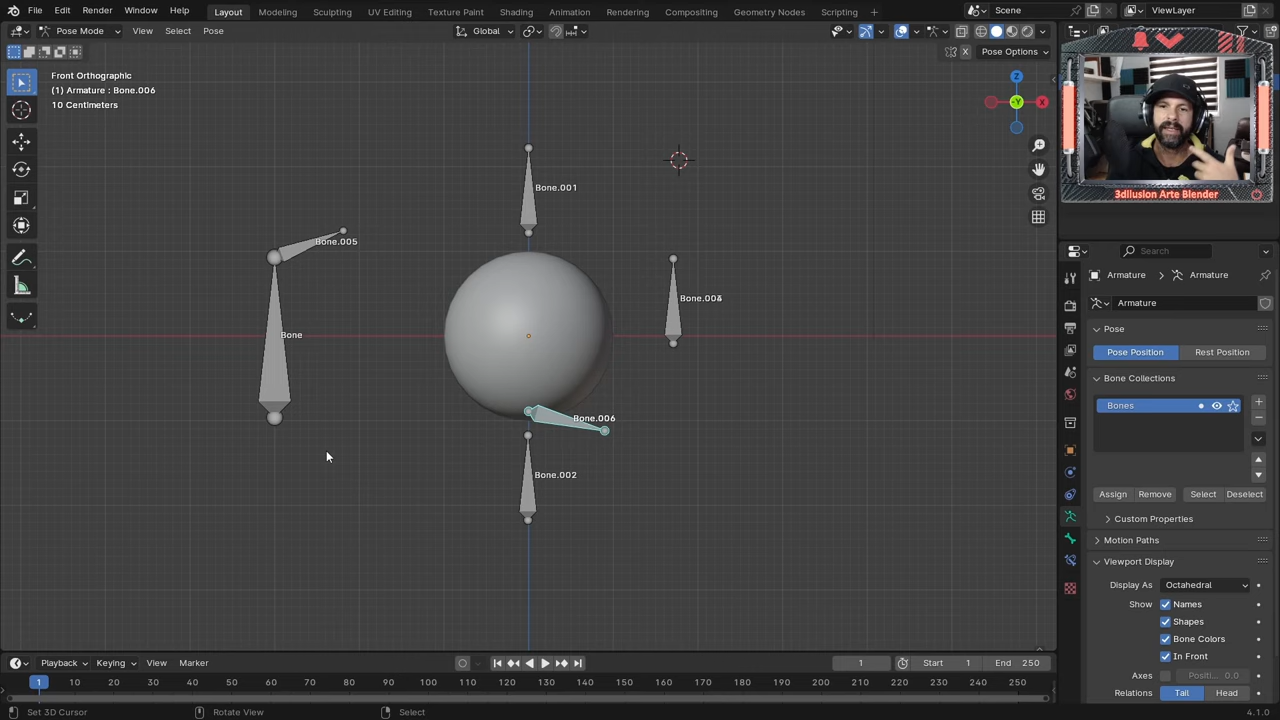 File Edit Render Window Help
Layout Modeling Sculpting UV Editing Texture Paint Shading Animation Rendering Compositing Geometry Nodes Scripting
Scene
ViewLayer
Pose Mode View Select Pose
Global
Pose Options
X
Front Orthographic
(1) Armature : Bone.006
10 Centimeters
Z
X
-Y
3dIlusion Arte Blender
Bone.001
Bone.005
Bone
Bone.006
Bone.002
Search
Armature > Armature
Armature
Pose
Pose Position Rest Position
Bone Collections
Bones
Assign Remove Select Deselect
Custom Properties
Motion Paths
Viewport Display
Display As Octahedral
Show Names
Shapes
Bone Colors
In Front
Axes Positi... 0.0
Relations Tail Head
Playback Keying View Marker
1 Start 1 End 250
1 10 20 30 40 50 60 70 80 90 100 110 120 130 140 150 160 170 180 190 200 210 220 230 240 250
Set 3D Cursor Rotate View Select 4.1.0